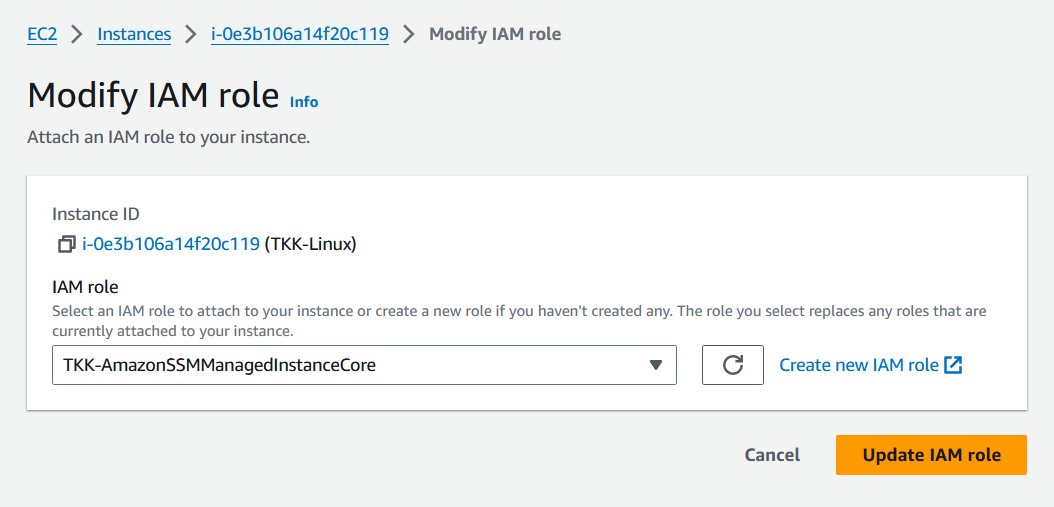 EC2 > Instances > i-0e3b106a14f20c119 > Modify IAM role
Modify IAM role Info
Attach an IAM role to your instance.
Instance ID
i-0e3b106a14f20c119 (TKK-Linux)
IAM role
Select an IAM role to attach to your instance or create a new role if you haven't created any. The role you select replaces any roles that are
currently attached to your instance.
TKK-AmazonSSMManagedInstanceCore
Create new IAM role
Cancel
Update IAM role